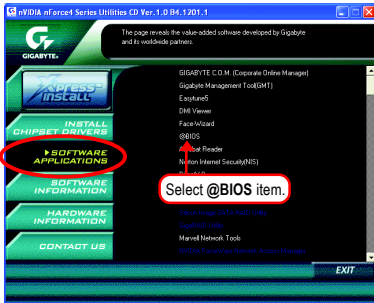 nVIDIA nForce4 Series Utilities CD Ver.1.0 B4.1201.1
The page reveals the value-added software developed by Gigabyte
and its worldwide partners.
GIGABYTE
Xpress
Install
INSTALL
CHIPSET DRIVERS
SOFTWARE
APPLICATIONS
SOFTWARE
INFORMATION
HARDWARE
INFORMATION
CONTACT US
GIGABYTE C.O.M. (Corporate Online Manager)
Gigabyte Management Tool(GMT)
Easytune5
DMI Viewer
Face-Wizard
@BIOS
Acrobat Reader
Norton Internet Security(NIS)
Select @BIOS item.
Marvell Network Tools
EXIT